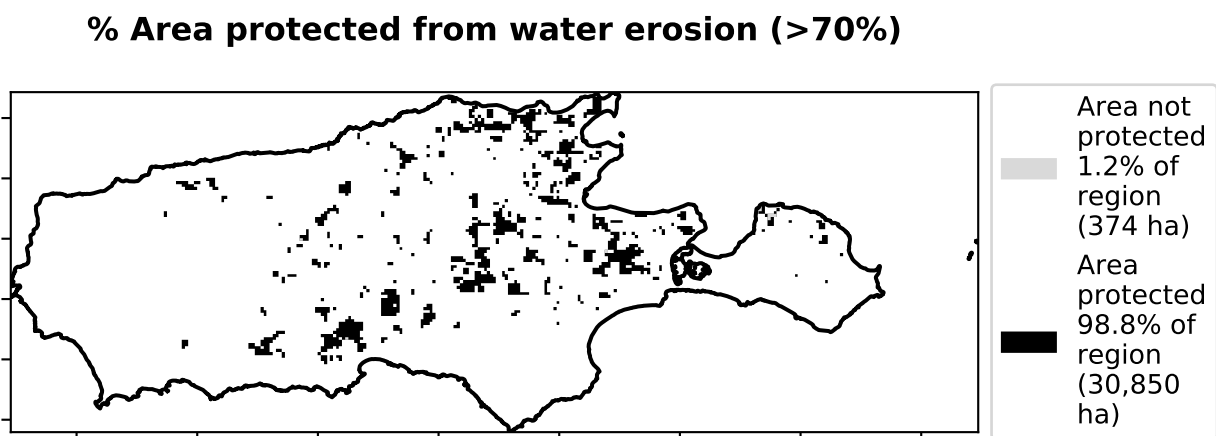 % Area protected from water erosion (>70%)
Area not
protected
1.2% of
region
(374 ha)
Area
protected
98.8% of
region
(30,850
ha)